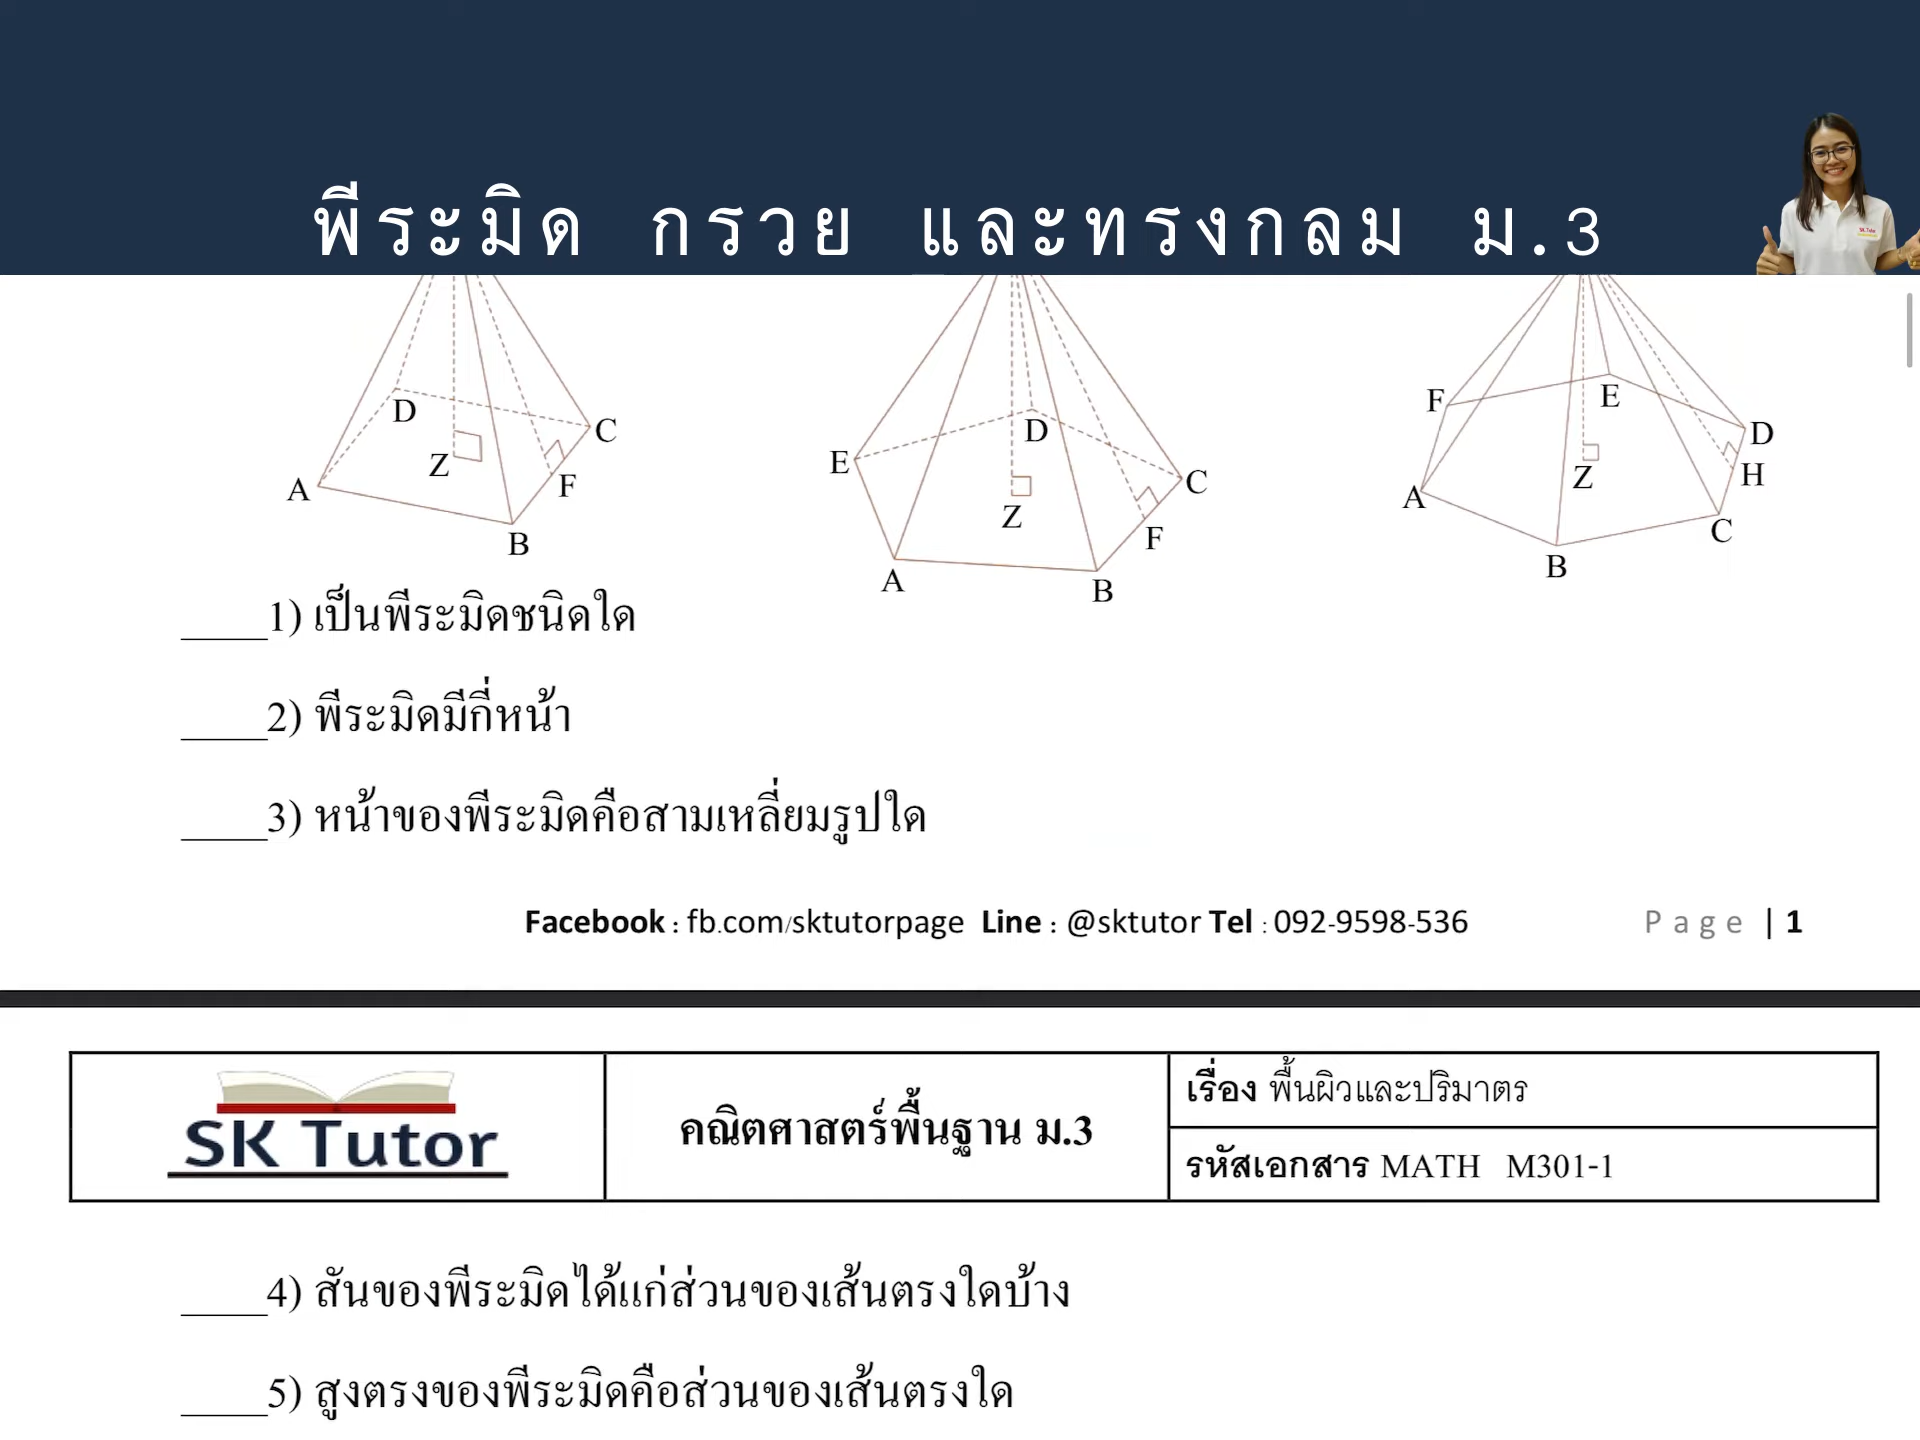 พีระมิด กรวย และทรงกลม ม.3
SK Tutor
D
C
Z
F
A
B
D
E
C
Z
F
A
B
F
E
D
Z
H
A
C
B
____1) เป็นพีระมิดชนิดใด
____2) พีระมิดมีกี่หน้า
____3) หน้าของพีระมิดคือสามเหลี่ยมรูปใด
Facebook : fb.com/sktutorpage Line : @sktutor Tel : 092-9598-536 Page | 1
SK Tutor
คณิตศาสตร์พื้นฐาน ม.3
เรื่อง พื้นผิวและปริมาตร
รหัสเอกสาร MATH M301-1
____4) สันของพีระมิดได้แก่ส่วนของเส้นตรงใดบ้าง
____5) สูงตรงของพีระมิดคือส่วนของเส้นตรงใด